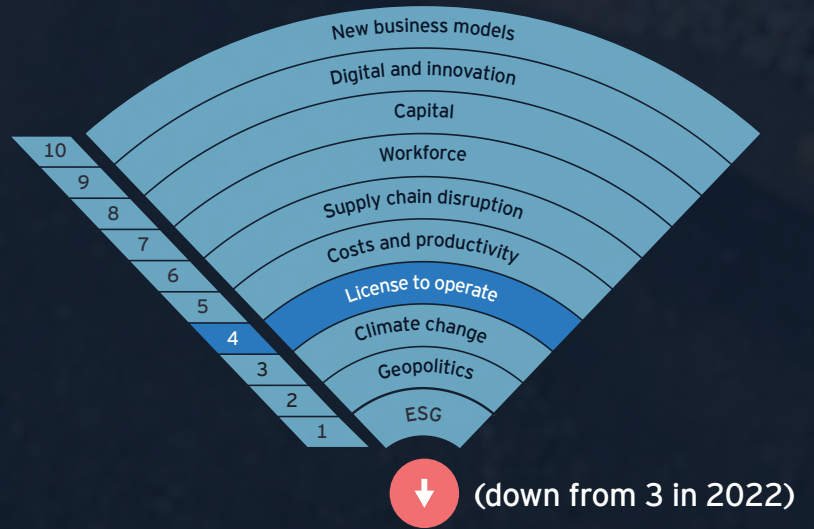 New business models
Digital and innovation
Capital
Workforce
Supply chain disruption
Costs and productivity
License to operate
Climate change
Geopolitics
ESG
10
9
8
7
6
5
4
3
2
1
(down from 3 in 2022)